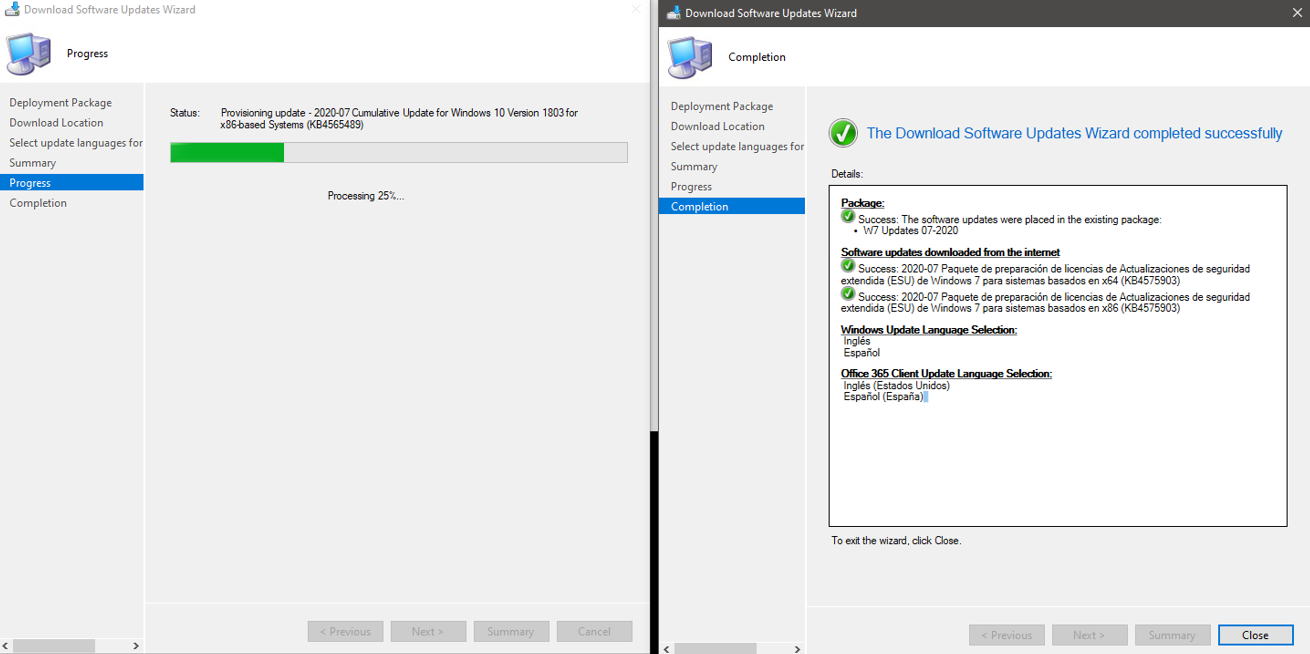 Download Software Updates Wizard
Progress
Deployment Package
Download Location
Select update languages for
Summary
Progress
Completion
Status: Provisioning update - 2020-07 Cumulative Update for Windows 10 Version 1803 for
x86-based Systems (KB4565489)
Processing 25%...
< Previous
Next >
Summary
Cancel
Download Software Updates Wizard
Completion
Deployment Package
Download Location
Select update languages for
Summary
Progress
Completion
The Download Software Updates Wizard completed successfully
Details:
Package:
Success: The software updates were placed in the existing package:
• W7 Updates 07-2020
Software updates downloaded from the internet
Success: 2020-07 Paquete de preparación de licencias de Actualizaciones de seguridad
extendida (ESU) de Windows 7 para sistemas basados en x64 (KB4575903)
Success: 2020-07 Paquete de preparación de licencias de Actualizaciones de seguridad
extendida (ESU) de Windows 7 para sistemas basados en x86 (KB4575903)
Windows Update Language Selection:
Inglés
Español
Office 365 Client Update Language Selection:
Inglés (Estados Unidos)
Español (España)
To exit the wizard, click Close.
< Previous
Next >
Summary
Close